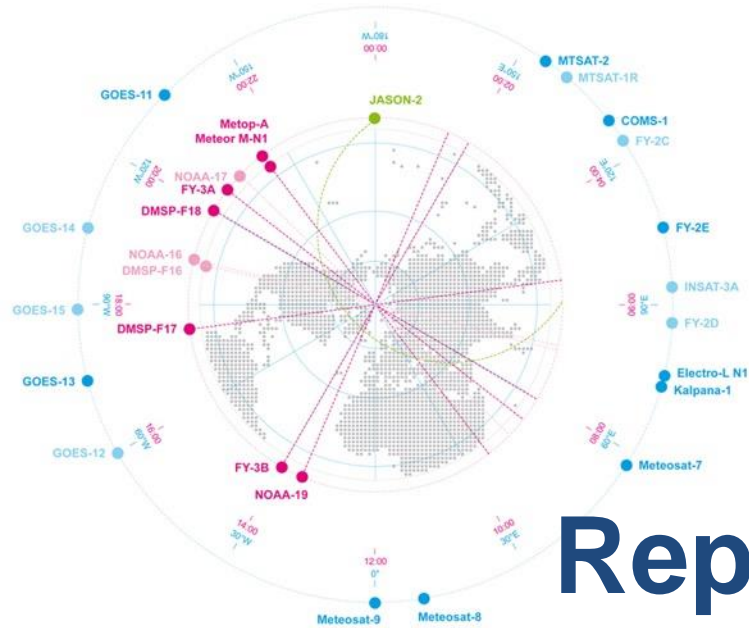 180°W
00:00
150°W
22:00
150°E
02:00
MTSAT-2
MTSAT-1R
GOES-11
JASON-2
COMS-1
FY-2C
Metop-A
Meteor M-N1
120°W
20:00
120°E
04:00
NOAA-17
FY-3A
DMSP-F18
GOES-14
FY-2E
NOAA-16
DMSP-F16
INSAT-3A
GOES-15
90°W
18:00
06:00
90°E
FY-2D
DMSP-F17
GOES-13
Electro-L N1
Kalpana-1
16:00
60°W
08:00
60°E
GOES-12
Meteosat-7
FY-3B
NOAA-19
14:00
30°W
10:00
30°E
12:00
0°
Rep
Meteosat-9
Meteosat-8